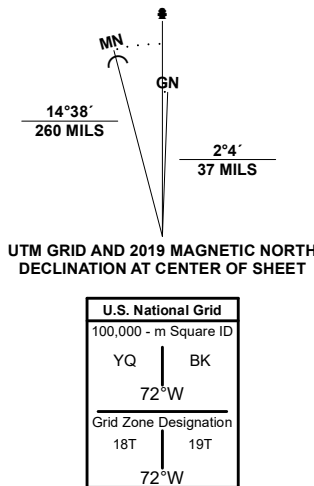 MN
GN
14°38´
260 MILS
2°4´
37 MILS
UTM GRID AND 2019 MAGNETIC NORTH
DECLINATION AT CENTER OF SHEET
U.S. National Grid
100,000 - m Square ID
YQ BK
72°W
Grid Zone Designation
18T 19T
72°W